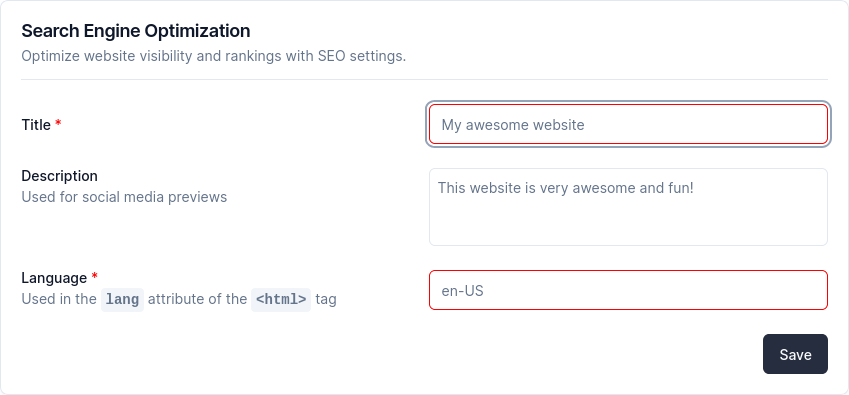 Search Engine Optimization
Optimize website visibility and rankings with SEO settings.
Title *
My awesome website
Description
Used for social media previews
This website is very awesome and fun!
Language *
Used in the lang attribute of the <html> tag
en-US
Save